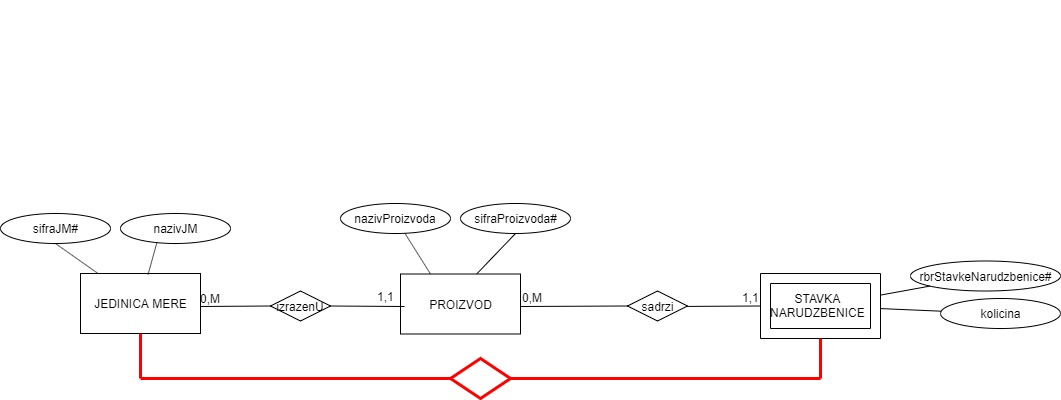 nazivProizvoda
sifraProizvoda#
sifraJM#
nazivJM
rbrStavkeNarudzbenice#
kolicina
JEDINICA MERE
0,M
izrazenU
1,1
PROIZVOD
0,M
sadrzi
1,1
STAVKA
NARUDZBENICE